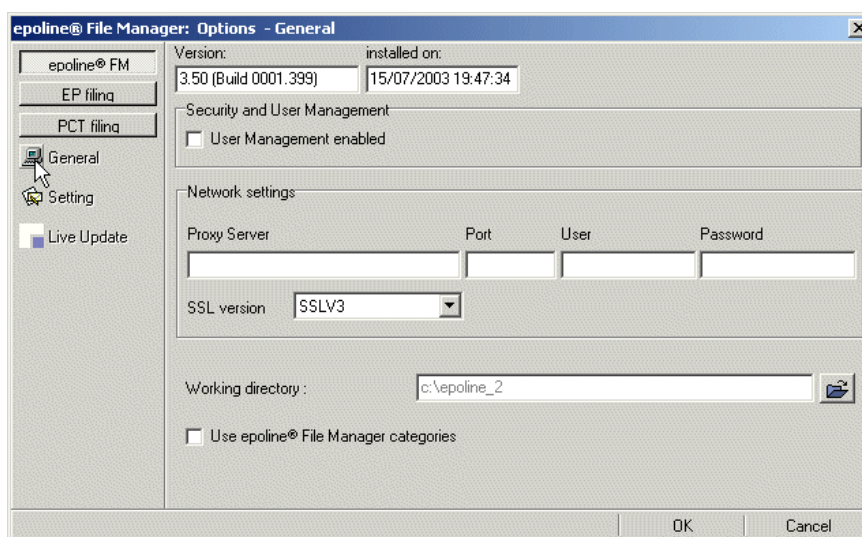 epoline® File Manager: Options - General
epoline® FM
EP filing
PCT filing
General
Setting
Live Update
Version: installed on:
3.50 (Build 0001.399) 15/07/2003 19:47:34
Security and User Management
User Management enabled
Network settings
Proxy Server Port User Password
SSL version SSLV3
Working directory : c:\epoline_2
Use epoline® File Manager categories
OK Cancel